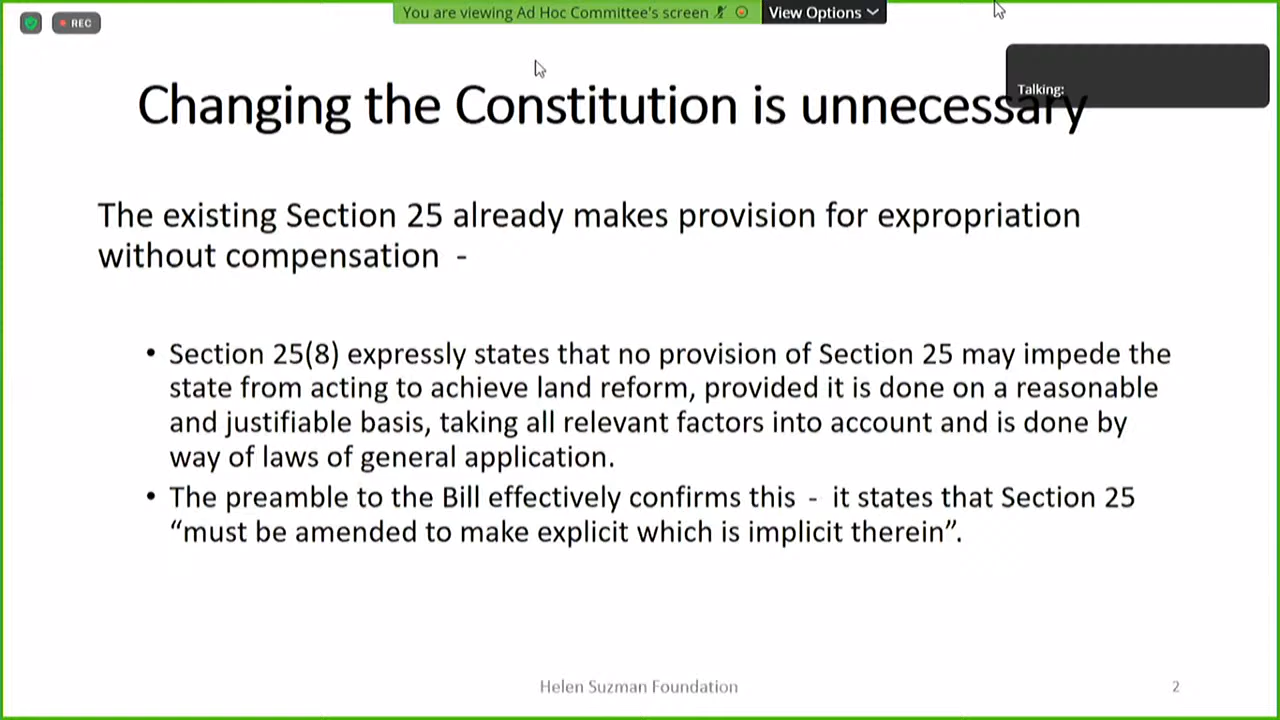 REC
You are viewing Ad Hoc Committee's screen
View Options
Talking:
Changing the Constitution is unnecessary
The existing Section 25 already makes provision for expropriation
without compensation -
• Section 25(8) expressly states that no provision of Section 25 may impede the
state from acting to achieve land reform, provided it is done on a reasonable
and justifiable basis, taking all relevant factors into account and is done by
way of laws of general application.
• The preamble to the Bill effectively confirms this - it states that Section 25
“must be amended to make explicit which is implicit therein”.
Helen Suzman Foundation
2